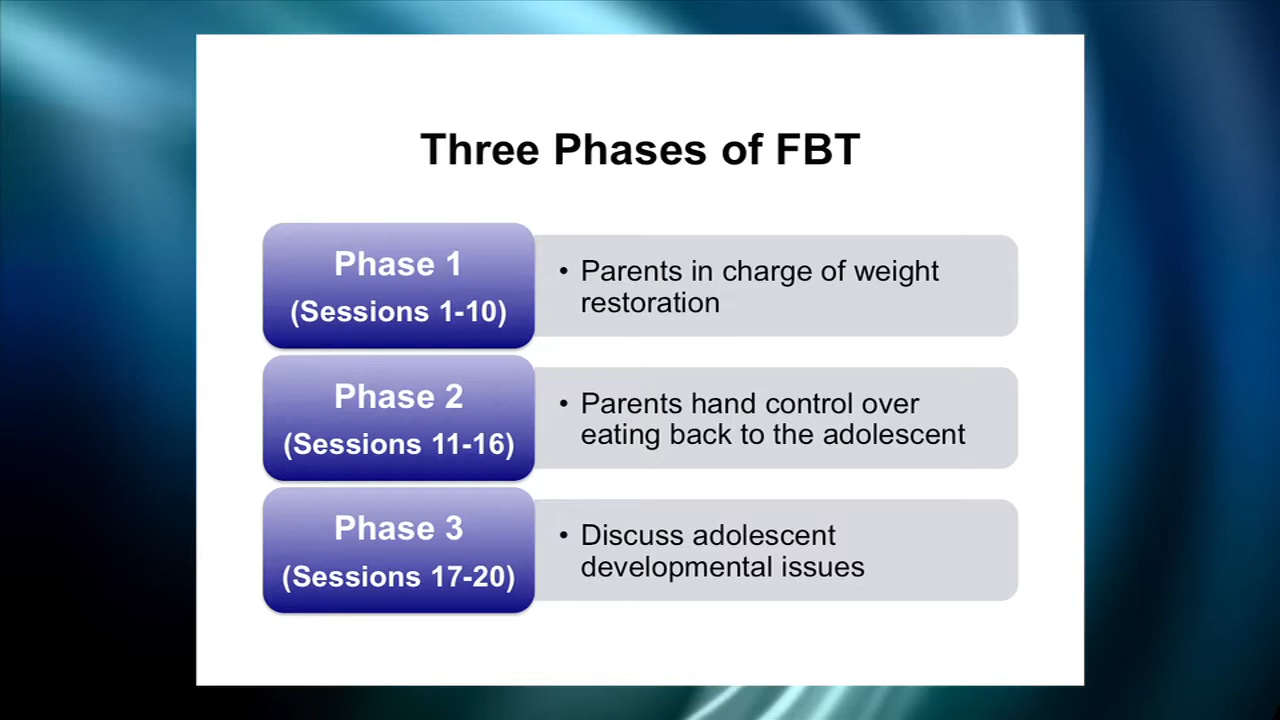 Three Phases of FBT
Phase 1
(Sessions 1-10)
• Parents in charge of weight
restoration
Phase 2
(Sessions 11-16)
• Parents hand control over
eating back to the adolescent
Phase 3
(Sessions 17-20)
• Discuss adolescent
developmental issues